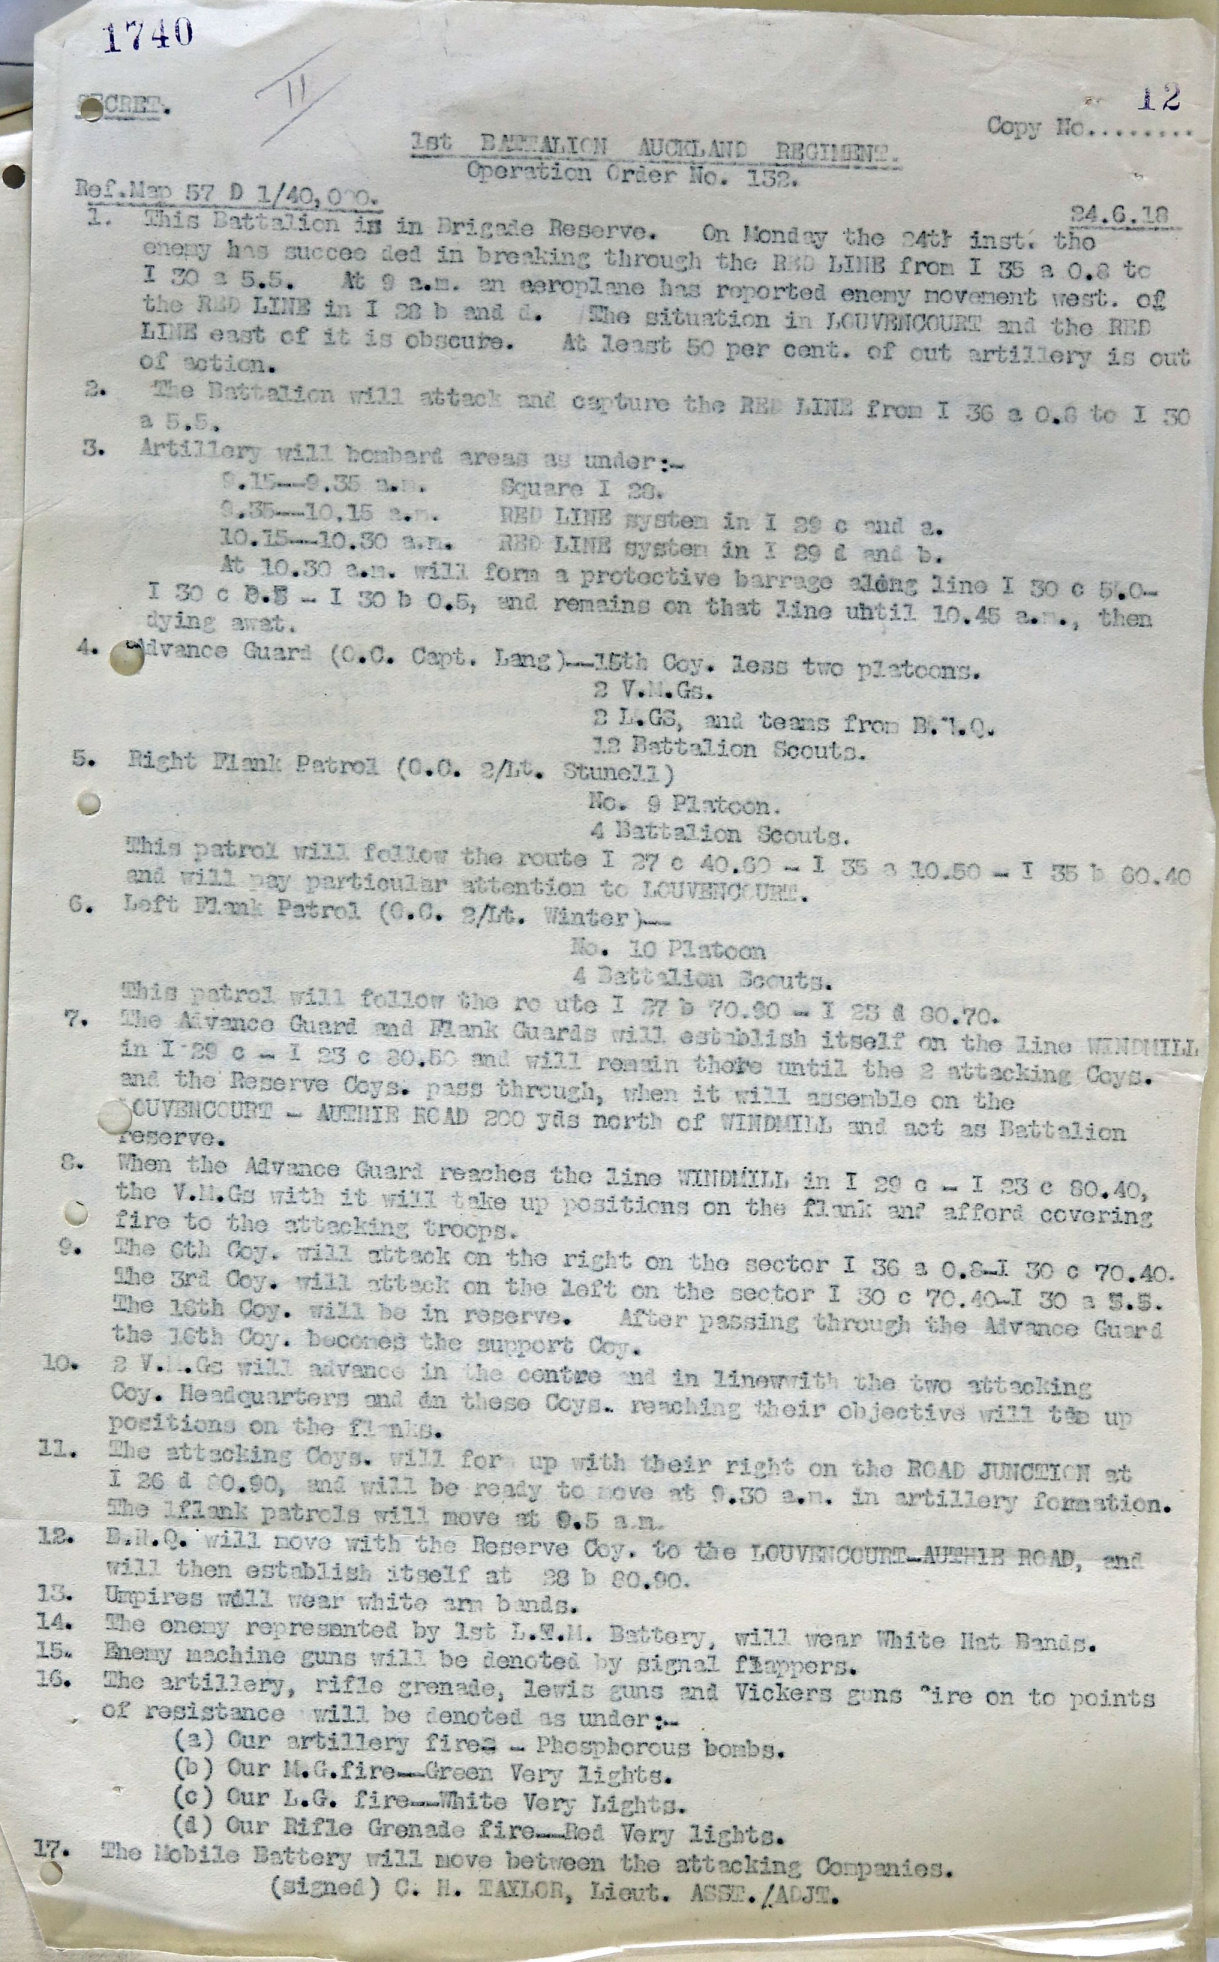 1740
II
SECRET.
12
Copy No........
1st BATTALION AUCKLAND REGIMENT.
Operation Order No. 132.
Ref.Map 57 D 1/40,000.
24.6.18
1. This Battalion is in Brigade Reserve. On Monday the 24th inst. the
enemy has succee ded in breaking through the RED LINE from I 35 a 0.8 to
I 30 a 5.5. At 9 a.m. an aeroplane has reported enemy movement west. of
the RED LINE in I 28 b and d. The situation in LOUVENCOURT and the RED
LINE east of it is obscure. At least 50 per cent. of out artillery is out
of action.
2. The Battalion will attack and capture the RED LINE from I 36 a 0.8 to I 30
a 5.5.
3. Artillery will bombard areas as under:-
9.15--9.35 a.m. Square I 28.
9.35--10.15 a.m. RED LINE system in I 29 c and a.
10.15--10.30 a.m. RED LINE system in I 29 d and b.
At 10.30 a.m. will form a protective barrage along line I 30 c 5.0-
I 30 c - I 30 b 0.5, and remains on that line uhtil 10.45 a.m., then
dying awat.
4. Advance Guard (O.C. Capt. Lang)--15th Coy. less two platoons.
2 V.M.Gs.
2 L.GS, and teams from B.H.Q.
12 Battalion Scouts.
5. Right Flank Patrol (O.C. 2/Lt. Stunell)
No. 9 Platoon.
4 Battalion Scouts.
This patrol will follow the route I 27 c 40.60 - I 35 a 10.50 - I 35 b 60.40
and will pay particular attention to LOUVENCOURT.
6. Left Flank Patrol (O.C. 2/Lt. Winter)--
No. 10 Platoon
4 Battalion Scouts.
This patrol will follow the ro ute I 27 b 70.90 - I 23 d 80.70.
7. The Advance Guard and Flank Guards will establish itself on the line WINDMILL
in I 29 c - I 23 c 80.50 and will remain there until the 2 attacking Coys.
and the Reserve Coys. pass through, when it will assemble on the
LOUVENCOURT - AUTHIE ROAD 200 yds north of WINDMILL and act as Battalion
reserve.
8. When the Advance Guard reaches the line WINDMILL in I 29 c - I 23 c 80.40,
the V.M.Gs with it will take up positions on the flank and afford covering
fire to the attacking troops.
9. The 6th Coy. will attack on the right on the sector I 36 a 0.8-I 30 c 70.40.
The 3rd Coy. will attack on the left on the sector I 30 c 70.40-I 30 a 5.5.
The 16th Coy. will be in reserve. After passing through the Advance Guard
the 16th Coy. becomes the support Coy.
10. 2 V.M.Gs will advance in the centre and in linewwith the two attacking
Coy. Headquarters and in these Coys. reaching their objective will up
positions on the flanks.
11. The attacking Coys. will form up with their right on the ROAD JUNCTION at
I 26 d 80.90, and will be ready to move at 9.30 a.m. in artillery formation.
The lflank patrols will move at 9.5 a.m.
12. B.H.Q. will move with the Reserve Coy. to the LOUVENCOURT-AUTHIE ROAD, and
will then establish itself at 28 b 80.90.
13. Umpires will wear white arm bands.
14. The enemy represented by 1st L.T.M. Battery, will wear White Hat Bands.
15. Enemy machine guns will be denoted by signal flappers.
16. The artillery, rifle grenade, lewis guns and Vickers guns fire on to points
of resistance will be denoted as under:-
(a) Our artillery fire- - Phosphorous bombs.
(b) Our M.G.fire--Green Very lights.
(c) Our L.G. fire--White Very Lights.
(d) Our Rifle Grenade fire--Red Very lights.
17. The Mobile Battery will move between the attacking Companies.
(signed) C. H. TAYLOR, Lieut. ASST./ADJT.